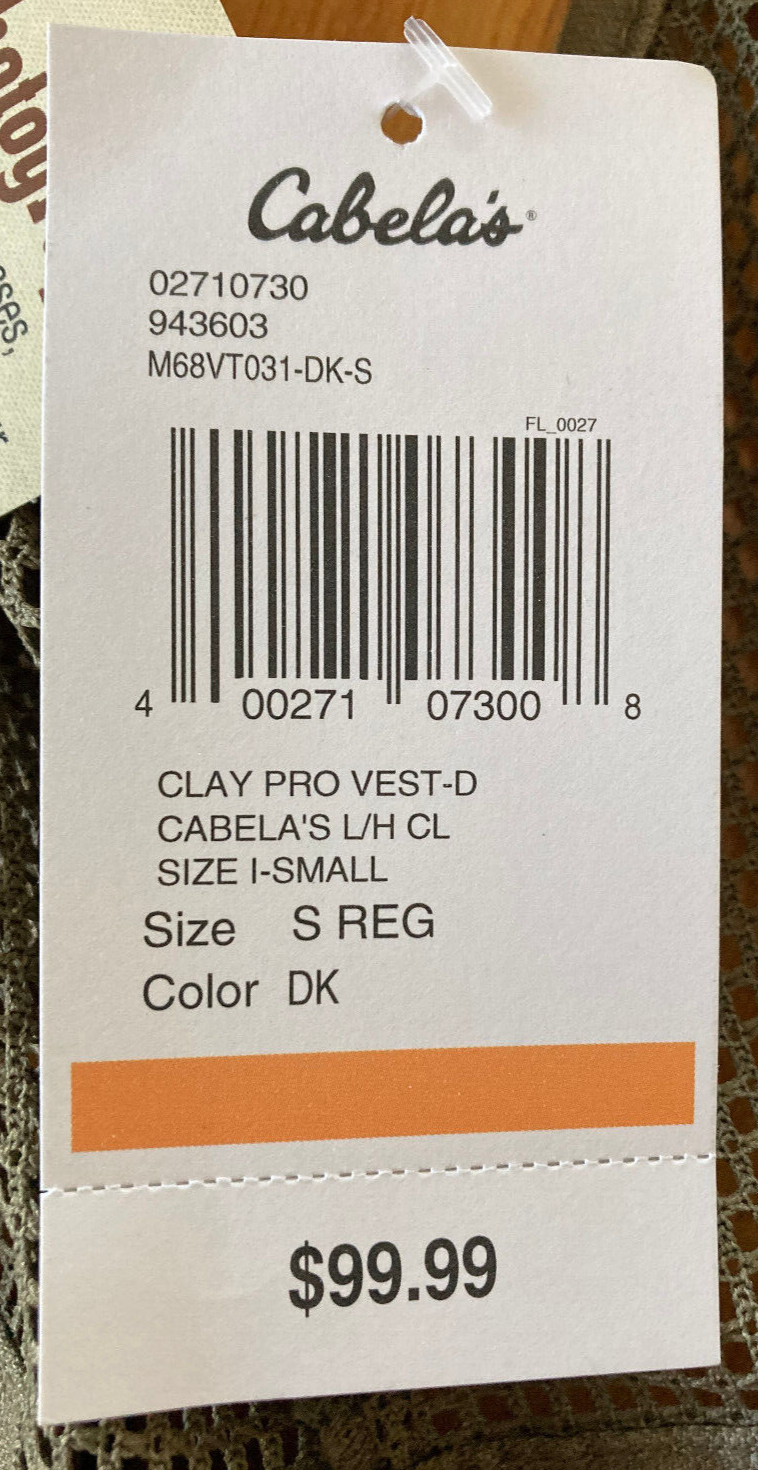 Cabela's®
02710730
943603
M68VT031-DK-S
FL_0027
4 00271 07300 8
CLAY PRO VEST-D
CABELA'S L/H CL
SIZE I-SMALL
Size S REG
Color DK
$99.99